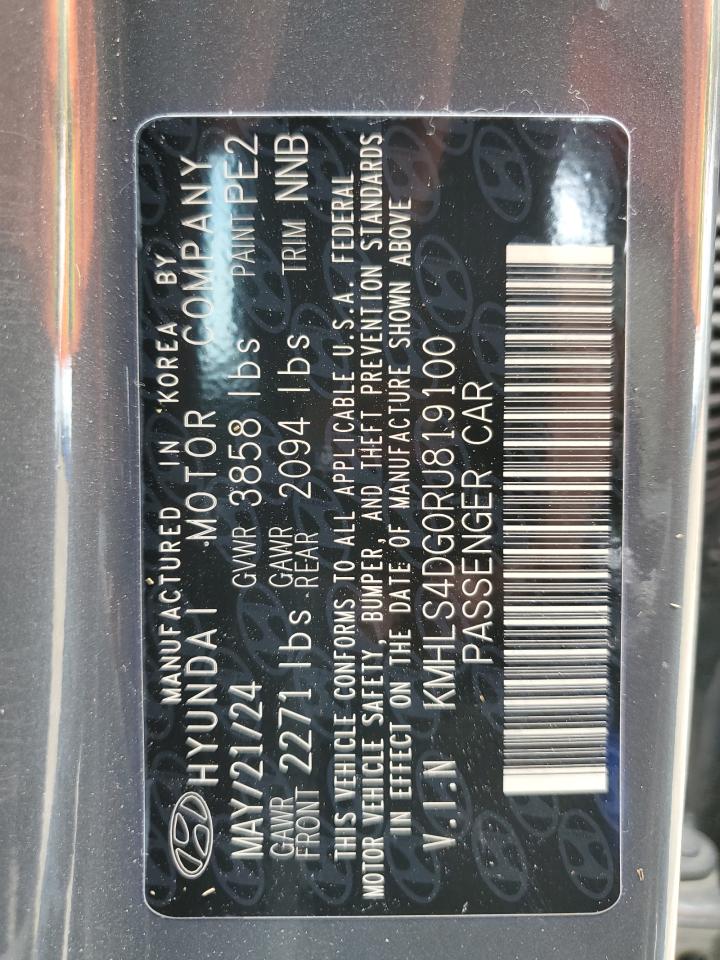 MANUFACTURED IN KOREA BY
HYUNDAI MOTOR COMPANY
MAY/21/24 GVWR 3858 lbs PAINT PE2
GAWR FRONT 2271 lbs GAWR REAR 2094 lbs TRIM NNB
THIS VEHICLE CONFORMS TO ALL APPLICABLE U.S.A. FEDERAL
MOTOR VEHICLE SAFETY, BUMPER, AND THEFT PREVENTION STANDARDS
IN EFFECT ON THE DATE OF MANUFACTURE SHOWN ABOVE
V.I.N KMHLS4DG0RU819100
PASSENGER CAR